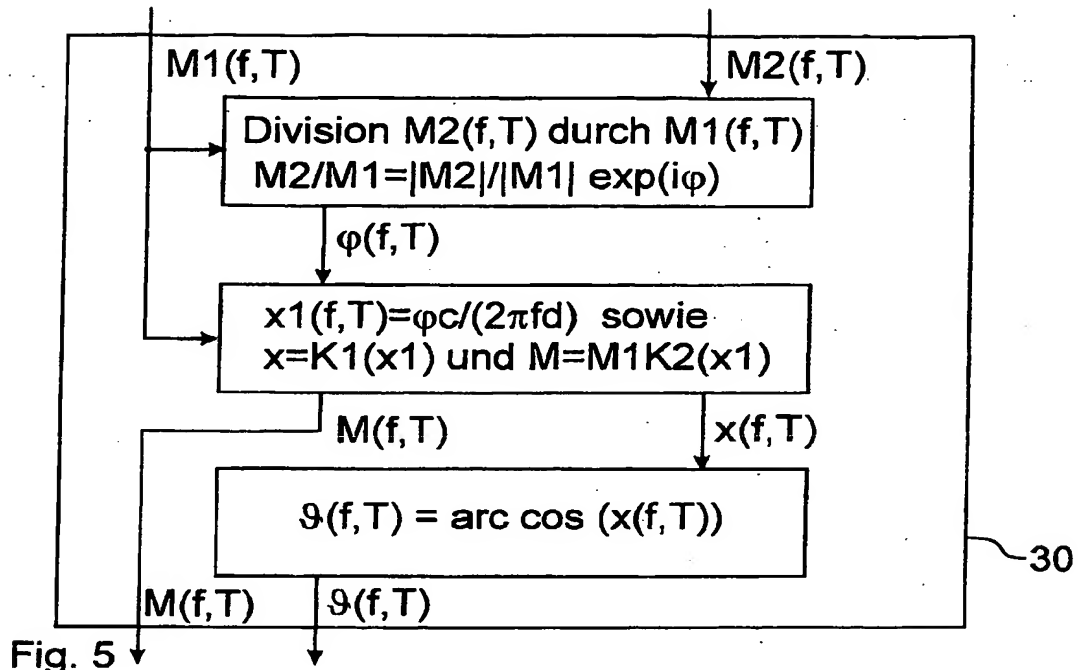 M1(f,T)
M2(f,T)
Division M2(f,T) durch M1(f,T)
M2/M1=|M2|/|M1| exp(iφ)
φ(f,T)
x1(f,T)=φc/(2πfd) sowie
x=K1(x1) und M=M1K2(x1)
M(f,T)
x(f,T)
ϑ(f,T) = arc cos (x(f,T))
30
M(f,T)
ϑ(f,T)
Fig. 5